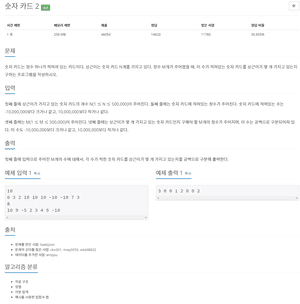 숫자 카드 2
시간 제한 메모리 제한 제출 정답 맞힌 사람 정답 비율
1 초 256 MB
문제
숫자 카드는 정수 하나가 적혀져 있는 카드이다. 상근이는 숫자 카드 N개를 가지고 있다. 정수 M개가 주어졌을 때, 이 수가 적혀있는 숫자 카드를 상근이가 몇 개 가지고 있는지 구하는 프로그램을 작성하시오.
입력
첫째 줄에 상근이가 가지고 있는 숫자 카드의 개수 N(1 ≤ N ≤ 500,000)이 주어진다. 둘째 줄에는 숫자 카드에 적혀있는 정수가 주어진다. 숫자 카드에 적혀있는 수는 -10,000,000보다 크거나 같고, 10,000,000보다 작거나 같다.
셋째 줄에는 M(1 ≤ M ≤ 500,000)이 주어진다. 넷째 줄에는 상근이가 몇 개 가지고 있는 숫자 카드인지 구해야 할 M개의 정수가 주어지며, 이 수는 공백으로 구분되어져 있다. 이 수도 -10,000,000보다 크거나 같고, 10,000,000보다 작거나 같다.
출력
첫째 줄에 입력으로 주어진 M개의 수에 대해서, 각 수가 적힌 숫자 카드를 상근이가 몇 개 가지고 있는지를 공백으로 구분해 출력한다.
예제 입력 1 복사
10
6 3 2 10 10 10 -10 -10 7 3
8
10 9 -5 2 3 4 5 -10
예제 출력 1 복사
3 0 0 1 2 0 0 2
출처
알고리즘 분류
자료 구조
정렬
이분 탐색